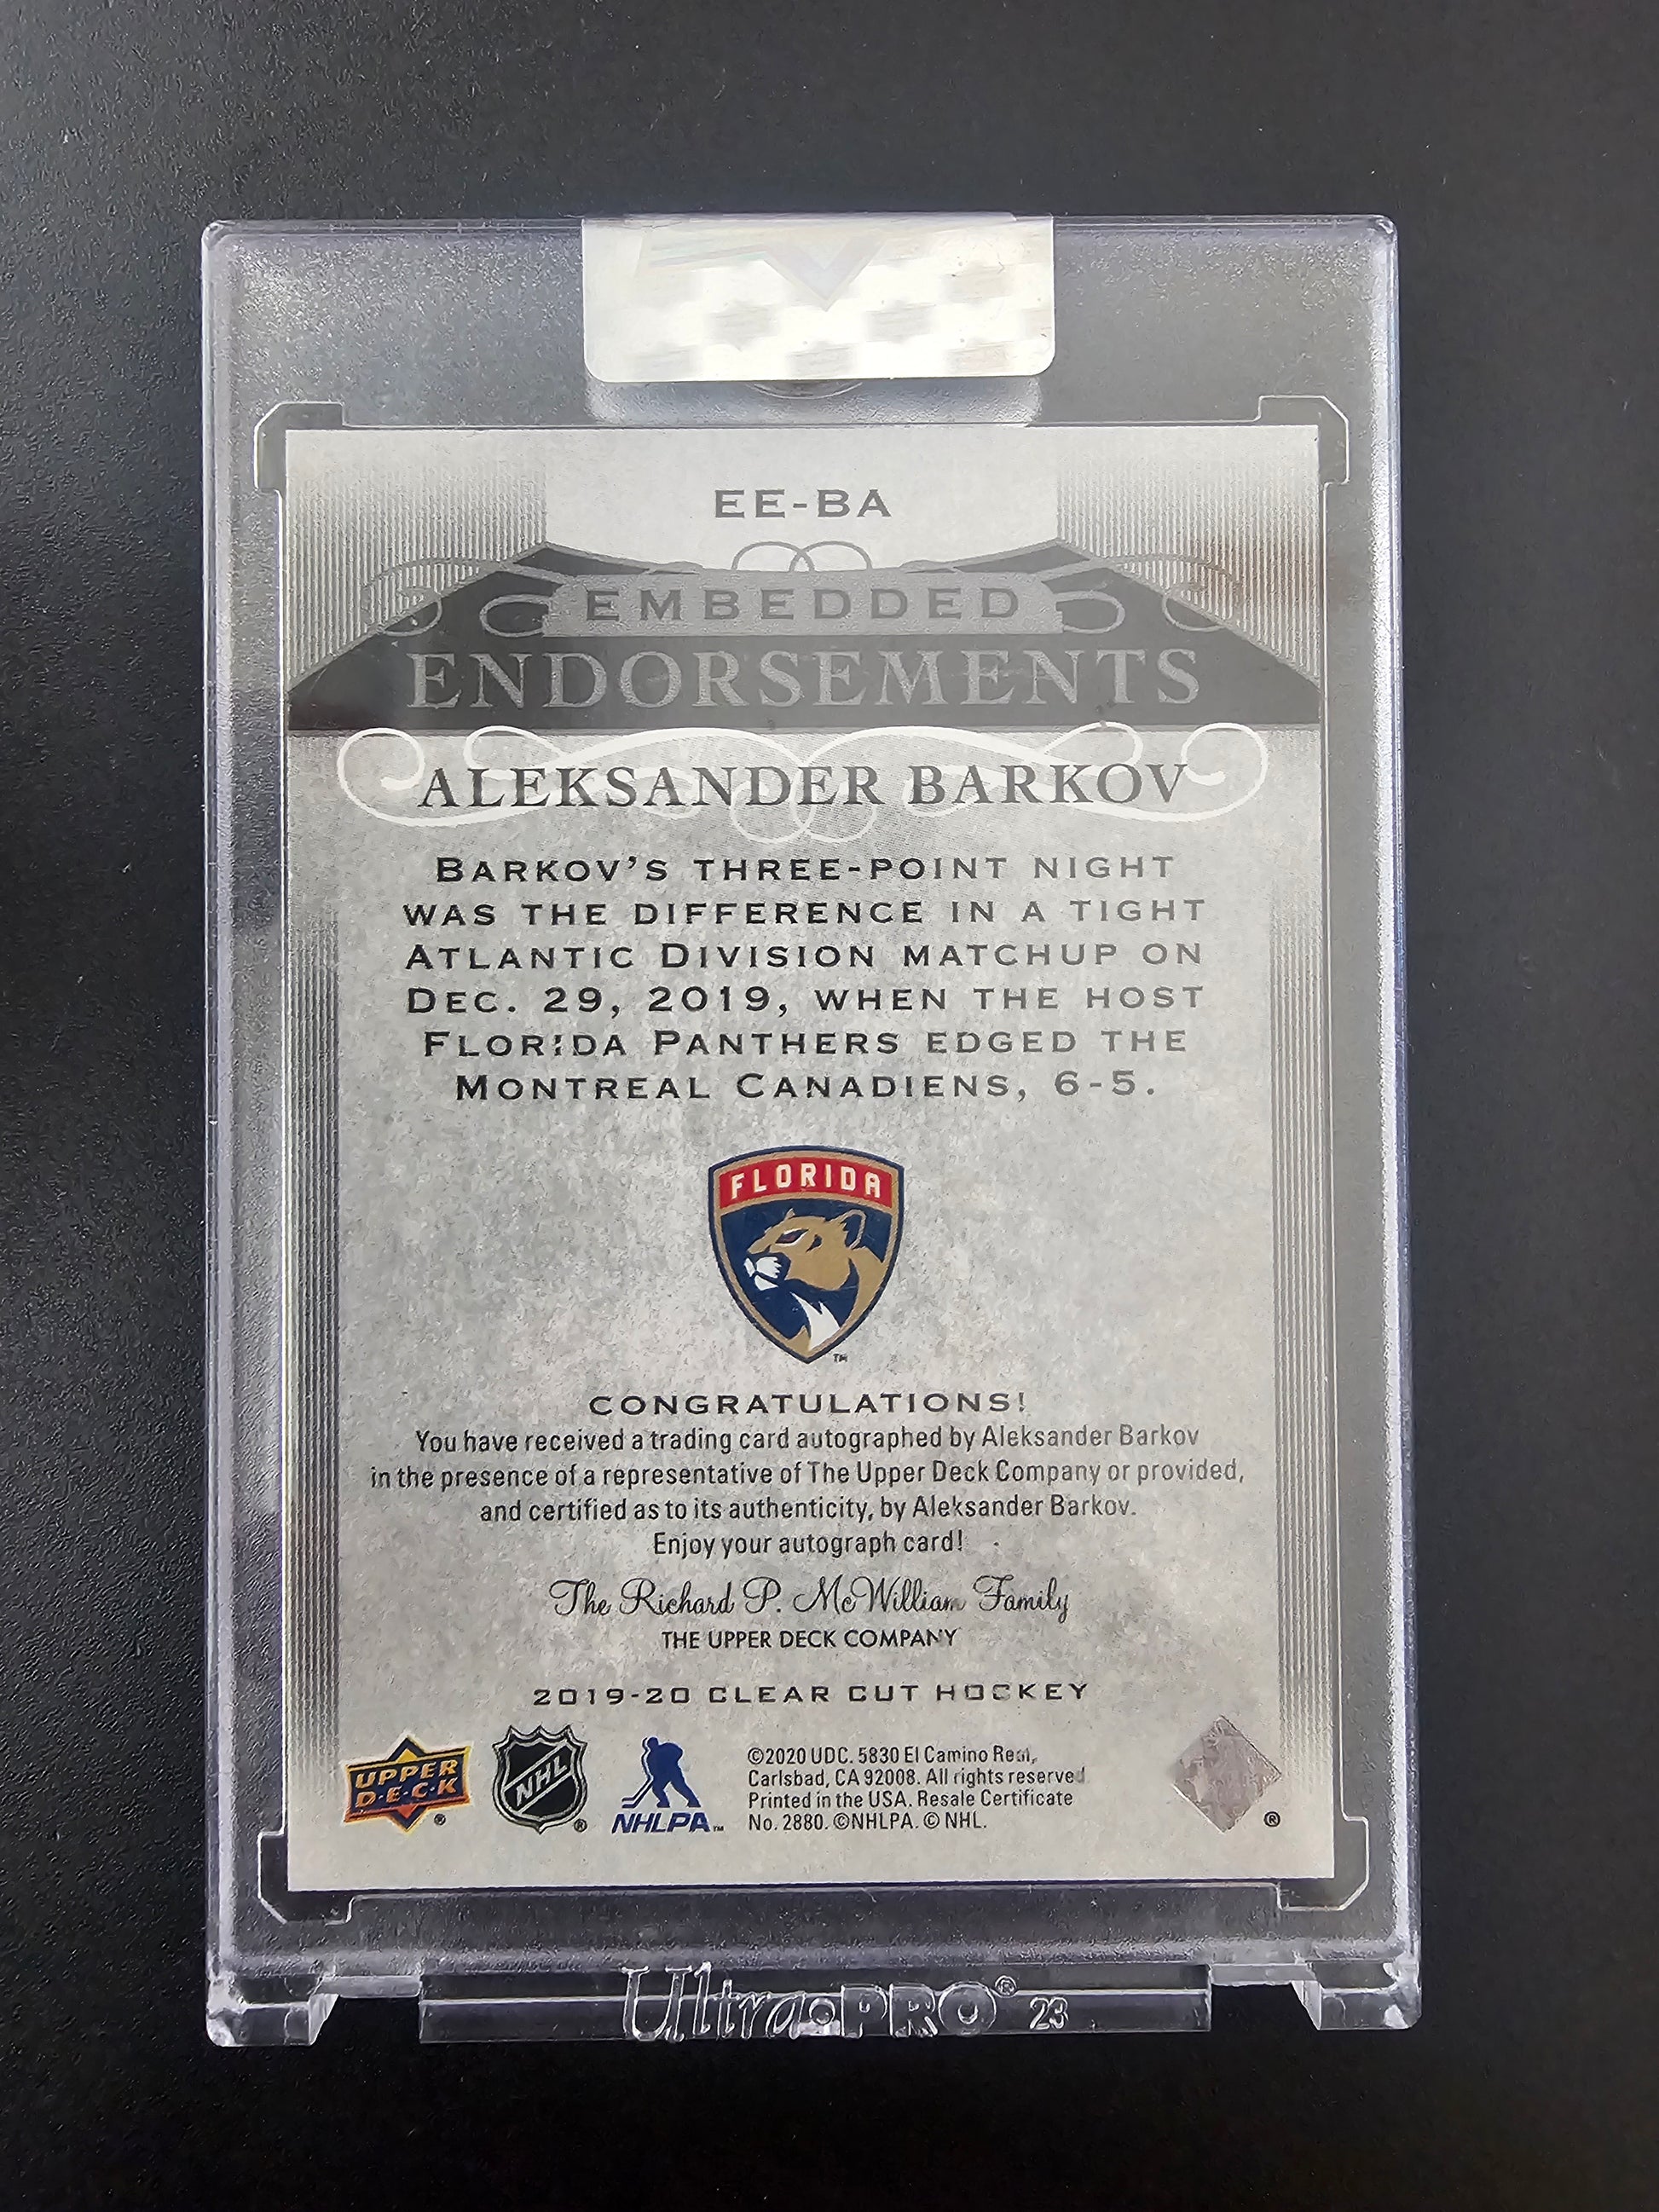 EE-BA
EMBEDDED
ENDORSEMENTS
ALEKSANDER BARKOV
BARKOV'S THREE-POINT NIGHT
WAS THE DIFFERENCE IN A TIGHT
ATLANTIC DIVISION MATCHUP ON
DEC. 29, 2019, WHEN THE HOST
FLORIDA PANTHERS EDGED THE
MONTREAL CANADIENS, 6-5.
FLORIDA
TM
CONGRATULATIONS!
You have received a trading card autographed by Aleksander Barkov
in the presence of a representative of The Upper Deck Company or provided,
and certified as to its authenticity, by Aleksander Barkov.
Enjoy your autograph card!
The Richard P. McWilliam Family
THE UPPER DECK COMPANY
2019-20 CLEAR CUT HOCKEY
UPPER
D·E·C·K ®
NHL ®
NHLPA™
©2020 UDC. 5830 El Camino Real,
Carlsbad, CA 92008. All rights reserved
Printed in the USA. Resale Certificate
No. 2880. ©NHLPA. © NHL.
®
Ultra·PRO® 23